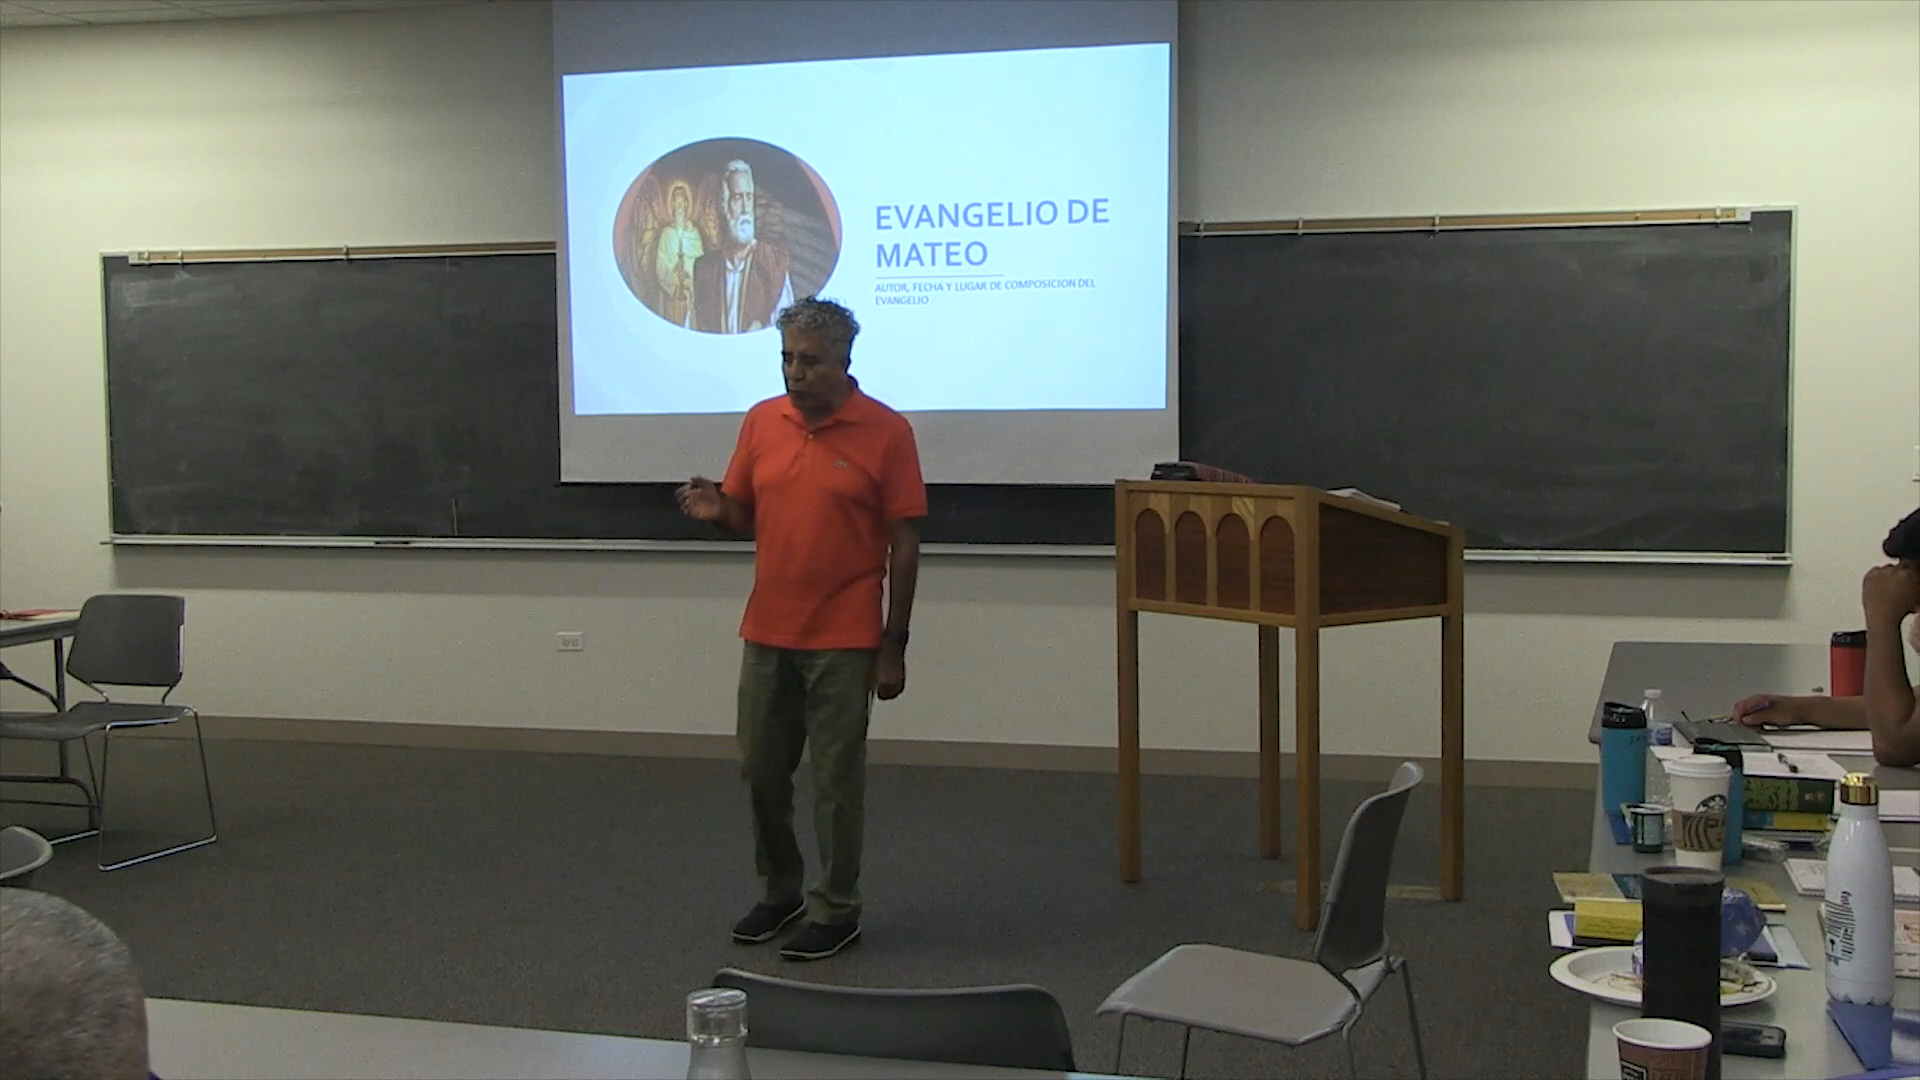 EVANGELIO DE
MATEO
AUTOR, FECHA Y LUGAR DE COMPOSICION DEL
EVANGELIO